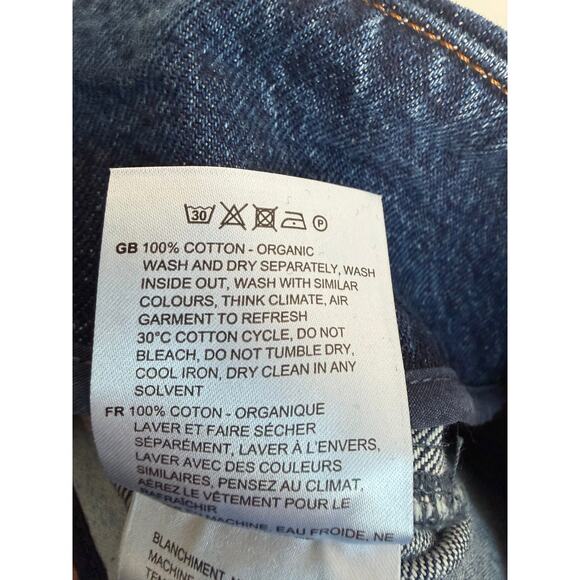 30 P
GB 100% COTTON - ORGANIC
WASH AND DRY SEPARATELY, WASH
INSIDE OUT, WASH WITH SIMILAR
COLOURS, THINK CLIMATE, AIR
GARMENT TO REFRESH
30°C COTTON CYCLE, DO NOT
BLEACH, DO NOT TUMBLE DRY,
COOL IRON, DRY CLEAN IN ANY
SOLVENT
FR 100% COTON - ORGANIQUE
LAVER ET FAIRE SÉCHER
SÉPARÉMENT, LAVER À L'ENVERS,
LAVER AVEC DES COULEURS
SIMILAIRES, PENSEZ AU CLIMAT,
AÉREZ LE VÊTEMENT POUR LE
RAFRAÎCHIR
MACHINE, EAU FROIDE, NE
BLANCHIMENT,
MACHINE